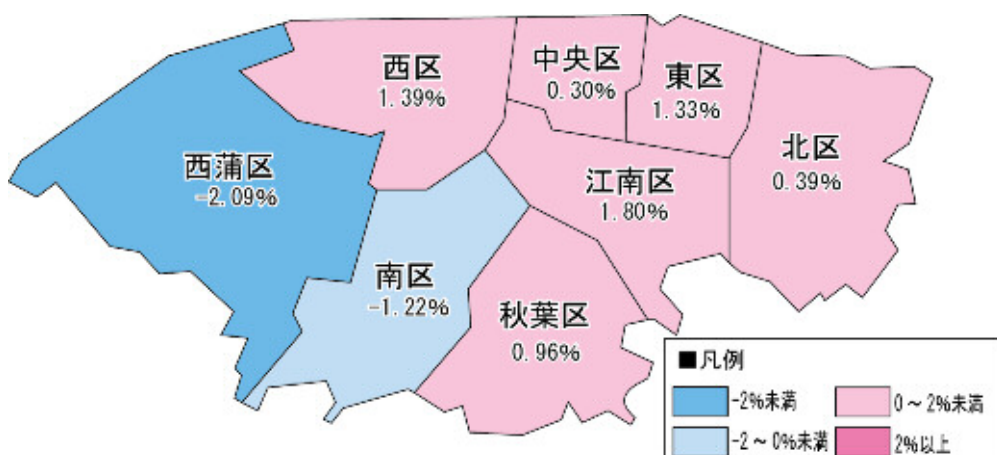 西区
1.39%
中央区
0.30%
東区
1.33%
北区
0.39%
西蒲区
-2.09%
江南区
1.80%
南区
-1.22%
秋葉区
0.96%
■凡例
-2%未満
0～2%未満
-2～0%未満
2%以上